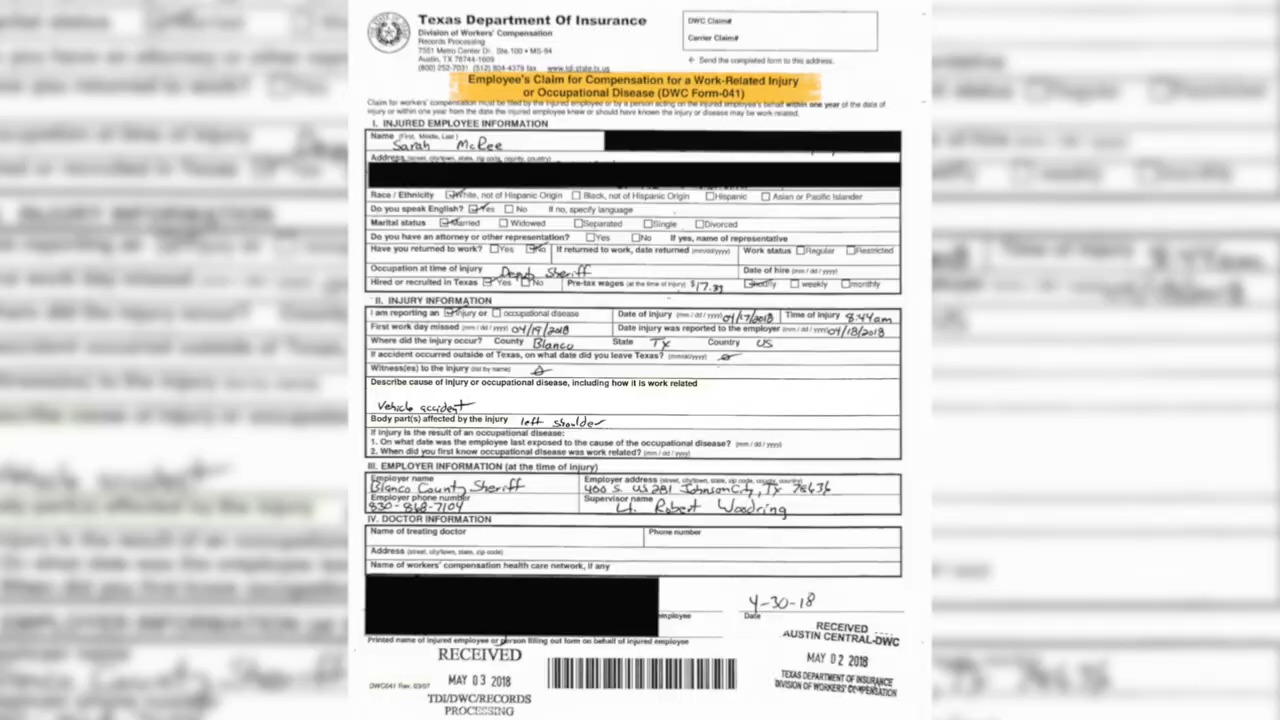 Texas Department Of Insurance
Division of Workers' Compensation
Records Processing
7551 Metro Center Dr. Ste.100 • MS-94
Austin, TX 78744-1609
(800) 252-7031 (512) 804-4378 fax www.tdi.state.tx.us
DWC Claim#
Carrier Claim#
Send the completed form to this address.
Employee's Claim for Compensation for a Work-Related Injury
or Occupational Disease (DWC Form-041)
Claim for workers' compensation must be filed by the injured employee or by a person acting on the injured employee's behalf within one year of the date of
injury or within one year from the date the injured employee knew or should have known the injury or disease may be work related.
I. INJURED EMPLOYEE INFORMATION
Name (First, Middle, Last)
Sarah McRee
Address (street, city/town, state, zip code, county, country)
Race / Ethnicity White, not of Hispanic Origin Black, not of Hispanic Origin Hispanic Asian or Pacific Islander
Do you speak English? Yes No If no, specify language
Marital status Married Widowed Separated Single Divorced
Do you have an attorney or other representation? Yes No If yes, name of representative
Have you returned to work? Yes No If returned to work, date returned (mm/dd/yyyy) Work status Regular Restricted
Occupation at time of injury Deputy Sheriff Date of hire (mm / dd / yyyy)
Hired or recruited in Texas Yes No Pre-tax wages (at the time of injury) $17.39 hourly weekly monthly
II. INJURY INFORMATION
I am reporting an injury or occupational disease Date of injury (mm / dd / yyyy) 04/17/2018 Time of injury 8:44am
First work day missed (mm / dd / yyyy) 04/19/2018 Date injury was reported to the employer (mm / dd / yyyy) 04/18/2018
Where did the injury occur? County Blanco State Tx Country US
If accident occurred outside of Texas, on what date did you leave Texas? (mm/dd/yyyy)
Witness(es) to the injury (list by name)
Describe cause of injury or occupational disease, including how it is work related
Vehicle accident
Body part(s) affected by the injury left shoulder
If injury is the result of an occupational disease:
1. On what date was the employee last exposed to the cause of the occupational disease? (mm / dd / yyyy)
2. When did you first know occupational disease was work related? (mm / dd / yyyy)
III. EMPLOYER INFORMATION (at the time of injury)
Employer name Employer address (street, city/town, state, zip code, county, country)
Blanco County Sheriff 400 S. US 281 Johnson City, Tx 78636
Employer phone number Supervisor name
830-868-7104 Lt. Robert Woodring
IV. DOCTOR INFORMATION
Name of treating doctor Phone number
Address (street, city/town, state, zip code)
Name of workers' compensation health care network, if any
4-30-18
employee Date
Printed name of injured employee or person filling out form on behalf of injured employee
RECEIVED
AUSTIN CENTRAL-DWC
MAY 02 2018
TEXAS DEPARTMENT OF INSURANCE
DIVISION OF WORKERS' COMPENSATION
RECEIVED
MAY 03 2018
TDI/DWC/RECORDS
PROCESSING
DWC041 Rev. 03/07